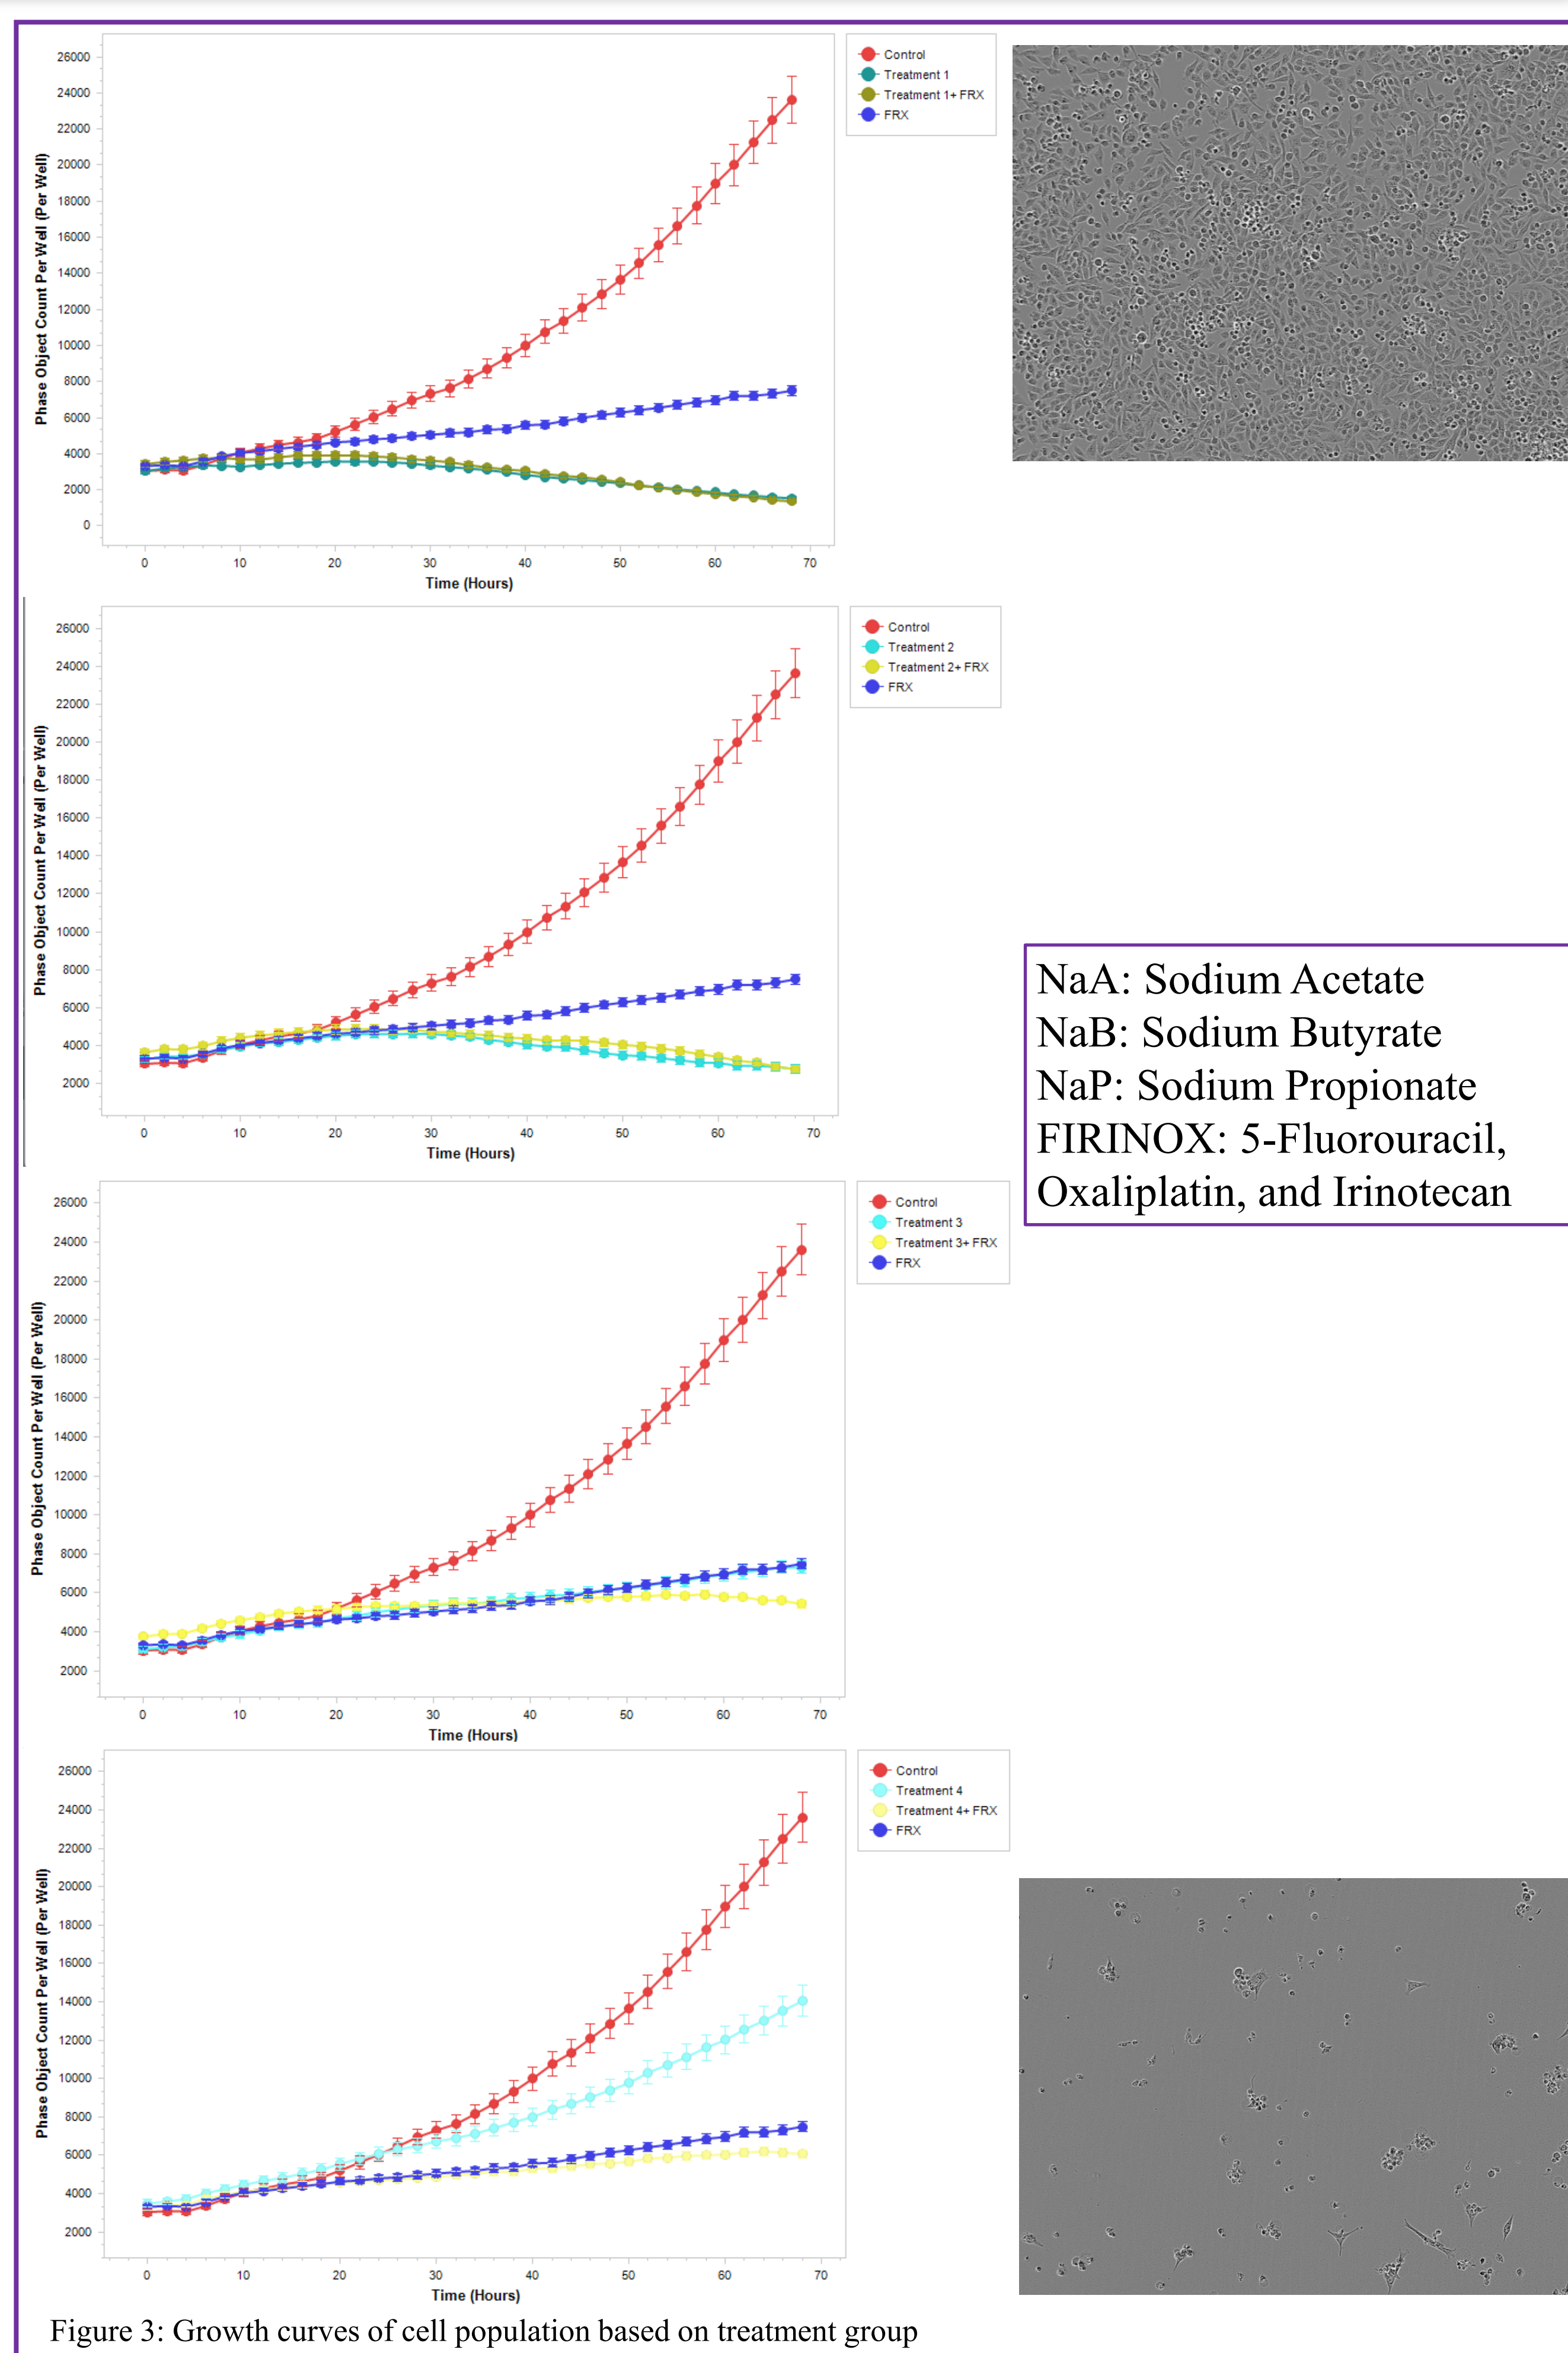 26000
24000
22000
20000
18000
16000
14000
12000
10000
8000
6000
4000
2000
0
Phase Object Count Per Well (Per Well)
0 10 20 30 40 50 60 70
Time (Hours)
Control
Treatment 1
Treatment 1+ FRX
FRX
26000
24000
22000
20000
18000
16000
14000
12000
10000
8000
6000
4000
2000
Phase Object Count Per Well (Per Well)
0 10 20 30 40 50 60 70
Time (Hours)
Control
Treatment 2
Treatment 2+ FRX
FRX
NaA: Sodium Acetate
NaB: Sodium Butyrate
NaP: Sodium Propionate
FIRINOX: 5-Fluorouracil,
Oxaliplatin, and Irinotecan
26000
24000
22000
20000
18000
16000
14000
12000
10000
8000
6000
4000
2000
Phase Object Count Per Well (Per Well)
0 10 20 30 40 50 60 70
Time (Hours)
Control
Treatment 3
Treatment 3+ FRX
FRX
26000
24000
22000
20000
18000
16000
14000
12000
10000
8000
6000
4000
2000
Phase Object Count Per Well (Per Well)
0 10 20 30 40 50 60 70
Time (Hours)
Control
Treatment 4
Treatment 4+ FRX
FRX
Figure 3: Growth curves of cell population based on treatment group